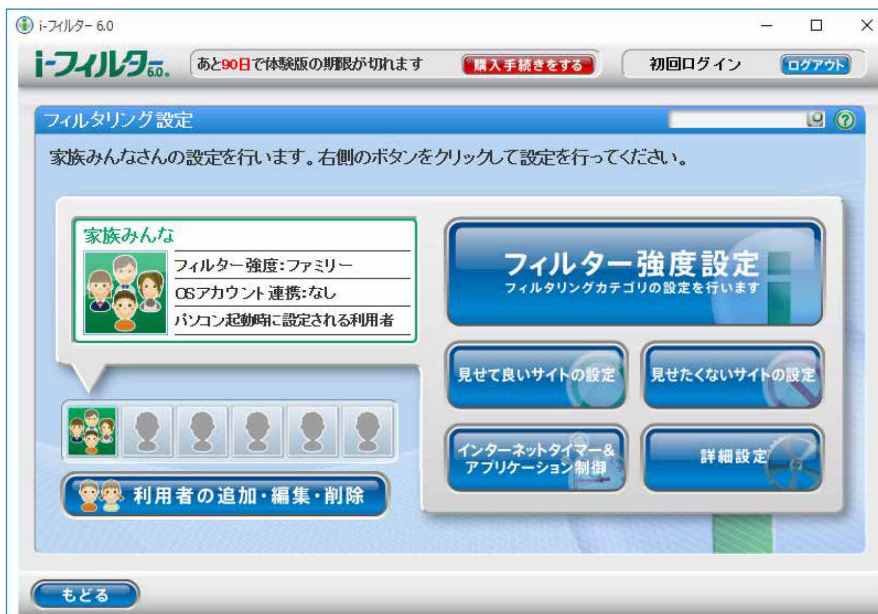 i-フィルター 6.0
i-フィルター6.0.
あと90日で体験版の期限が切れます
購入手続きをする
初回ログイン
ログアウト
フィルタリング設定
?
家族みんなさんの設定を行います。右側のボタンをクリックして設定を行ってください。
家族みんな
フィルター強度:ファミリー
OSアカウント連携:なし
パソコン起動時に設定される利用者
フィルター強度設定
フィルタリングカテゴリの設定を行います
見せて良いサイトの設定
見せたくないサイトの設定
インターネットタイマー&
アプリケーション制御
詳細設定
利用者の追加・編集・削除
もどる